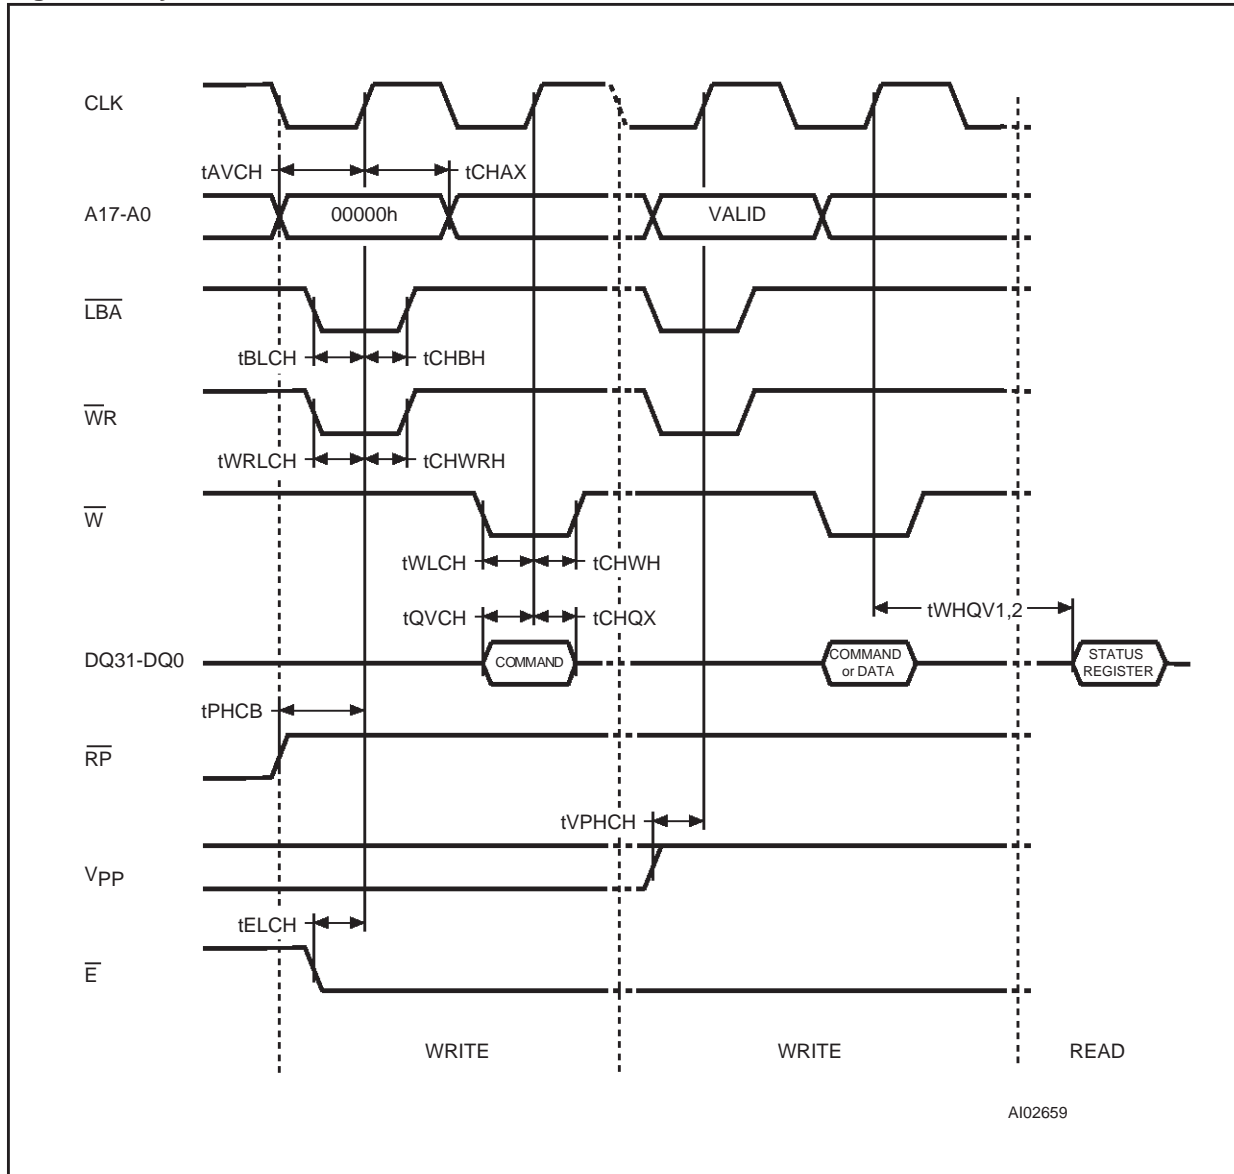 CLK
tAVCH
tCHAX
A17-A0
00000h
VALID
LBA
tBLCH
tCHBH
WR
tWRLCH
tCHWRH
W
tWLCH
tCHWH
tWHQV1,2
tQVCH
tCHQX
DQ31-DQ0
COMMAND
COMMAND
or DATA
STATUS
REGISTER
tPHCB
RP
tVPHCH
VPP
tELCH
E
WRITE
WRITE
READ
AI02659